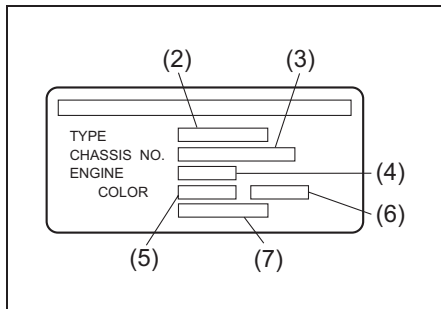 (2) (3)
TYPE
CHASSIS NO.
ENGINE (4)
COLOR
(6)
(5) (7)